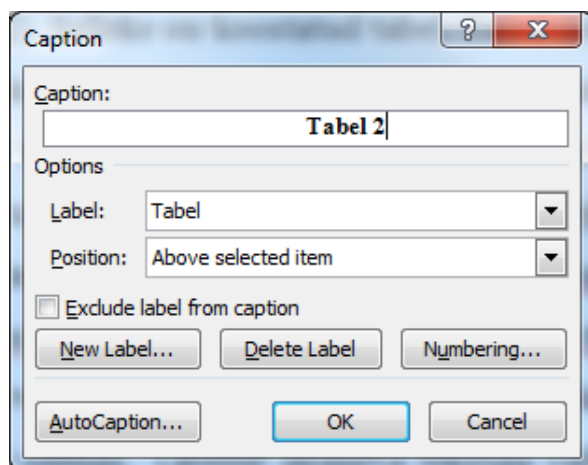 Caption
Caption:
Tabel 2
Options
Label: Tabel
Position: Above selected item
Exclude label from caption
New Label... Delete Label Numbering...
AutoCaption... OK Cancel